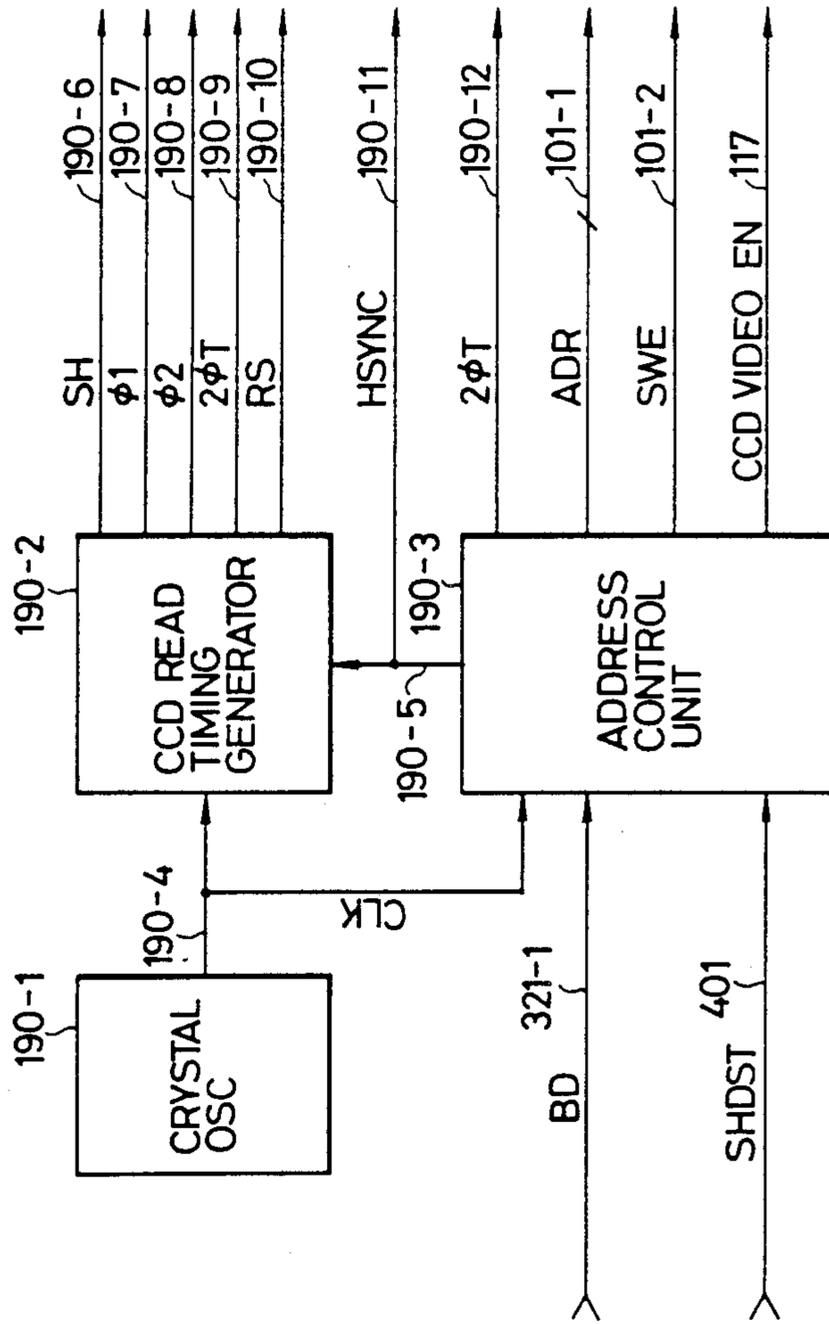 190-1
CRYSTAL
OSC
190-4
CLK
190-2
CCD READ
TIMING
GENERATOR
SH
190-6
ϕ1
190-7
ϕ2
190-8
2ϕT
190-9
RS
190-10
HSYNC
190-11
190-5
190-3
ADDRESS
CONTROL
UNIT
BD
321-1
SHDST
401
2ϕT
190-12
ADR
101-1
SWE
101-2
CCD VIDEO EN
117